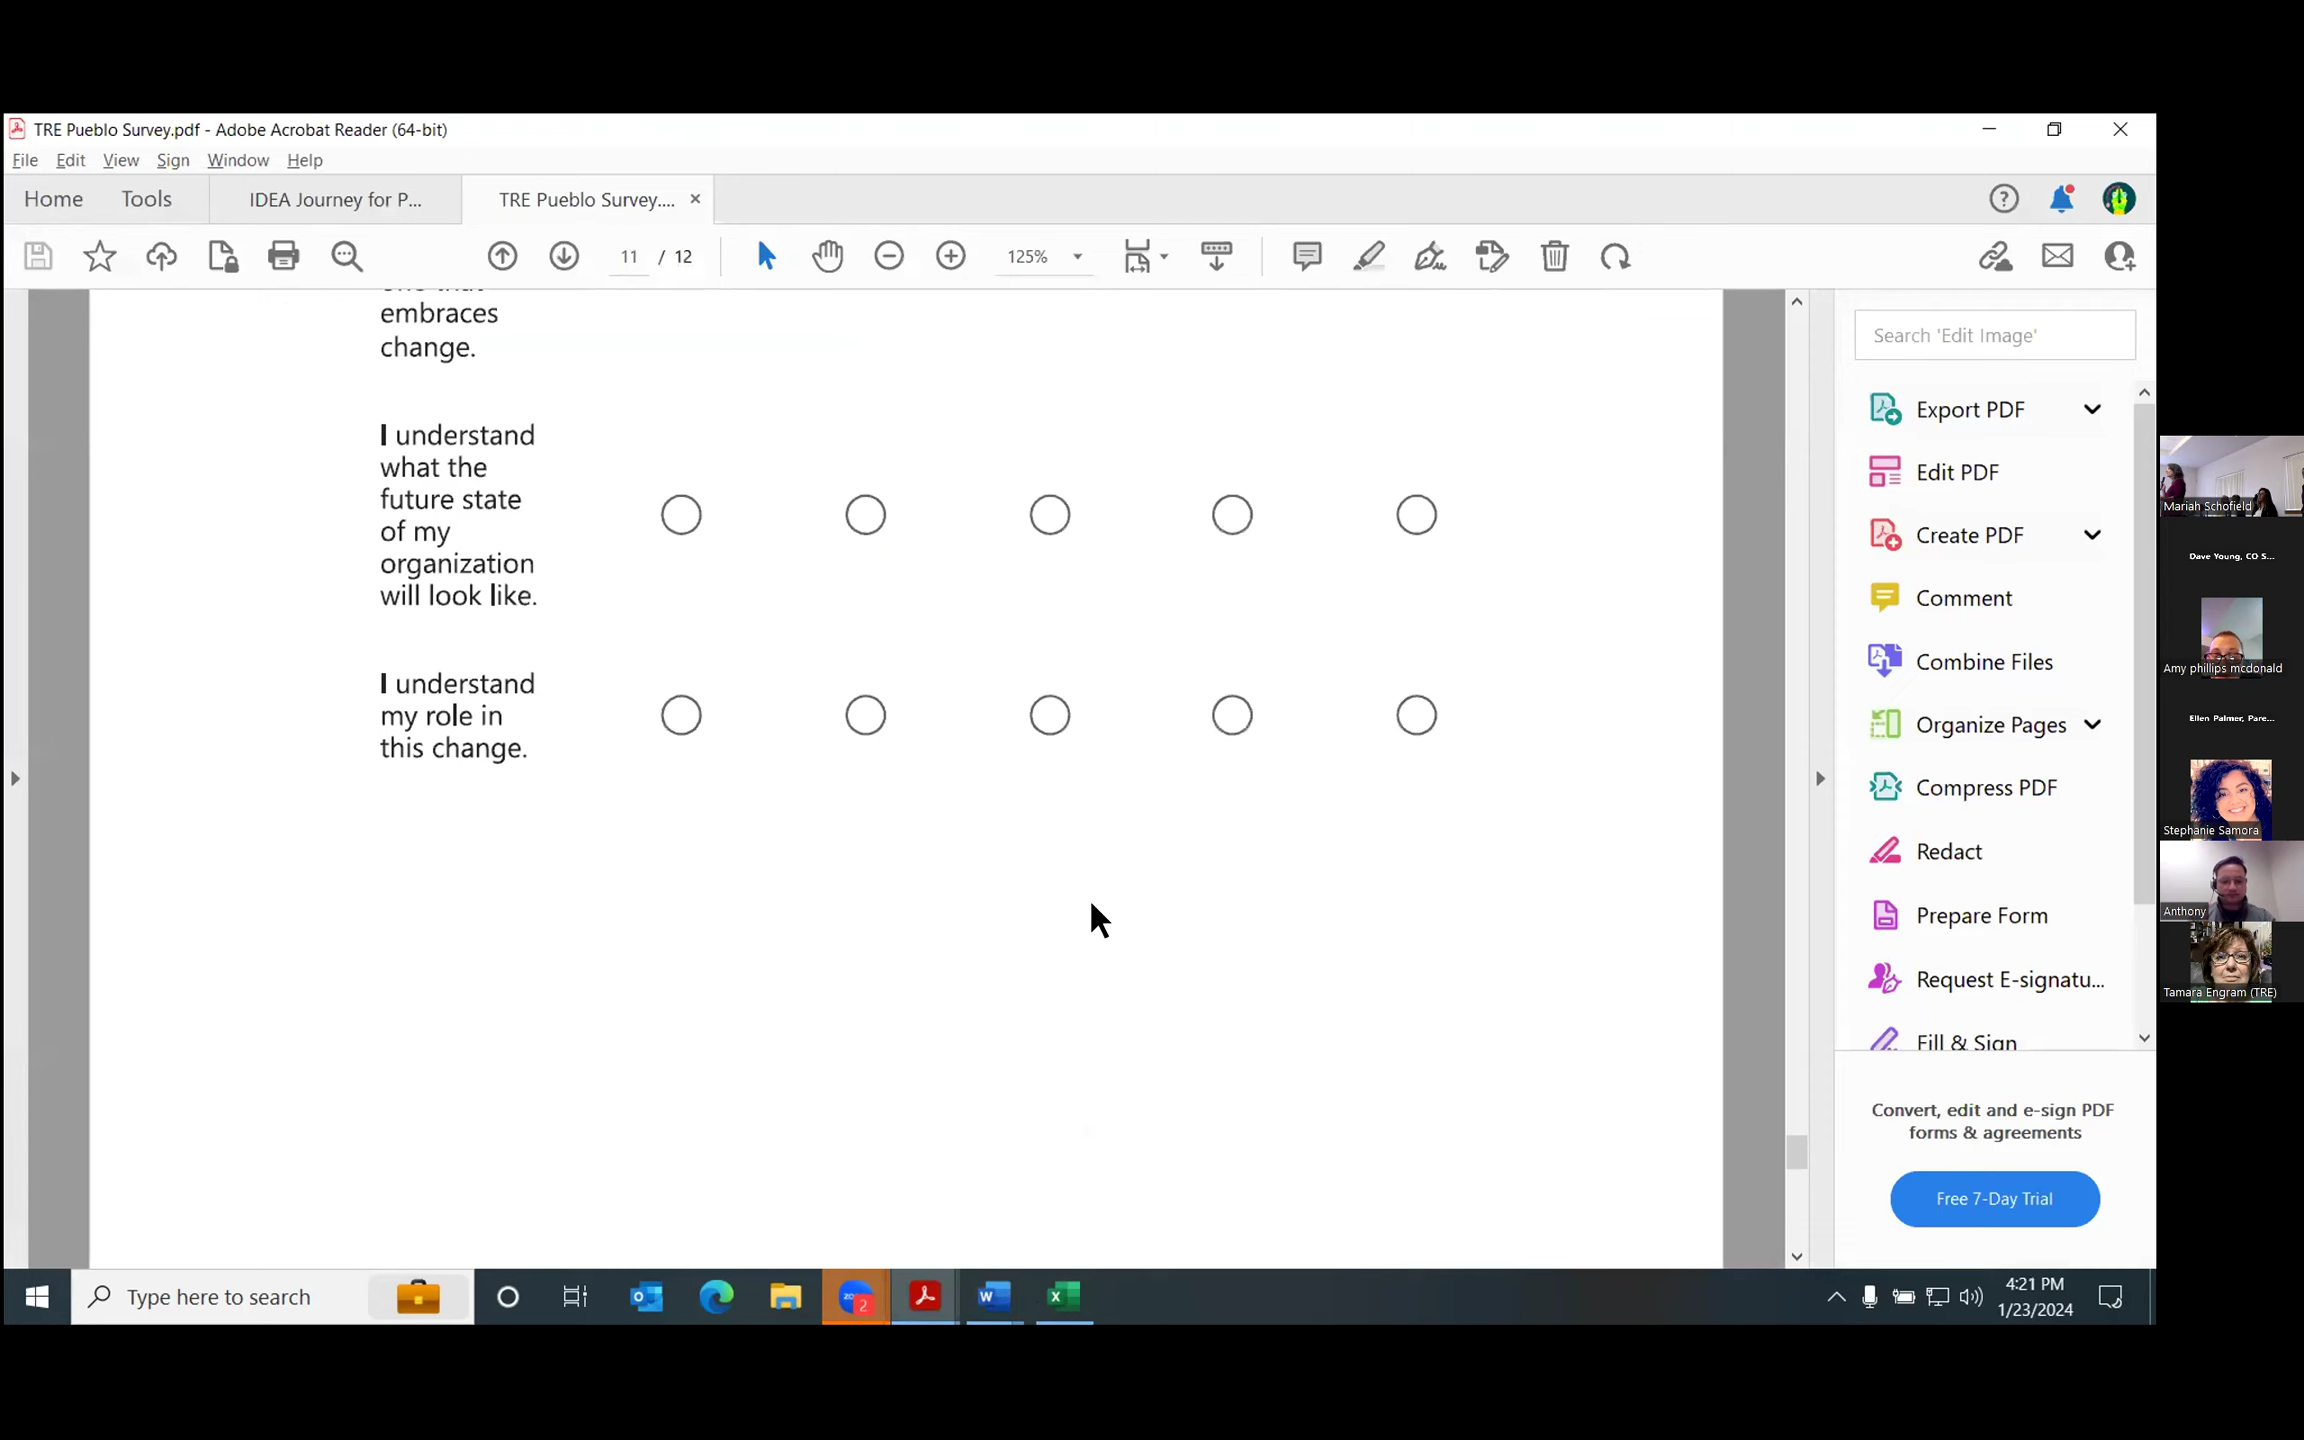 TRE Pueblo Survey.pdf - Adobe Acrobat Reader (64-bit)
File Edit View Sign Window Help
Home Tools IDEA Journey for P... TRE Pueblo Survey....
11 / 12 125%
embraces
change.
I understand
what the
future state
of my
organization
will look like.
I understand
my role in
this change.
Search 'Edit Image'
Export PDF
Edit PDF
Create PDF
Comment
Combine Files
Organize Pages
Compress PDF
Redact
Prepare Form
Request E-signatu...
Fill & Sign
Convert, edit and e-sign PDF
forms & agreements
Free 7-Day Trial
Mariah Schofield
Dave Young, CO S...
Amy phillips mcdonald
Ellen Palmer, Pare...
Stephanie Samora
Anthony
Tamara Engram (TRE)
Type here to search
2
4:21 PM
1/23/2024